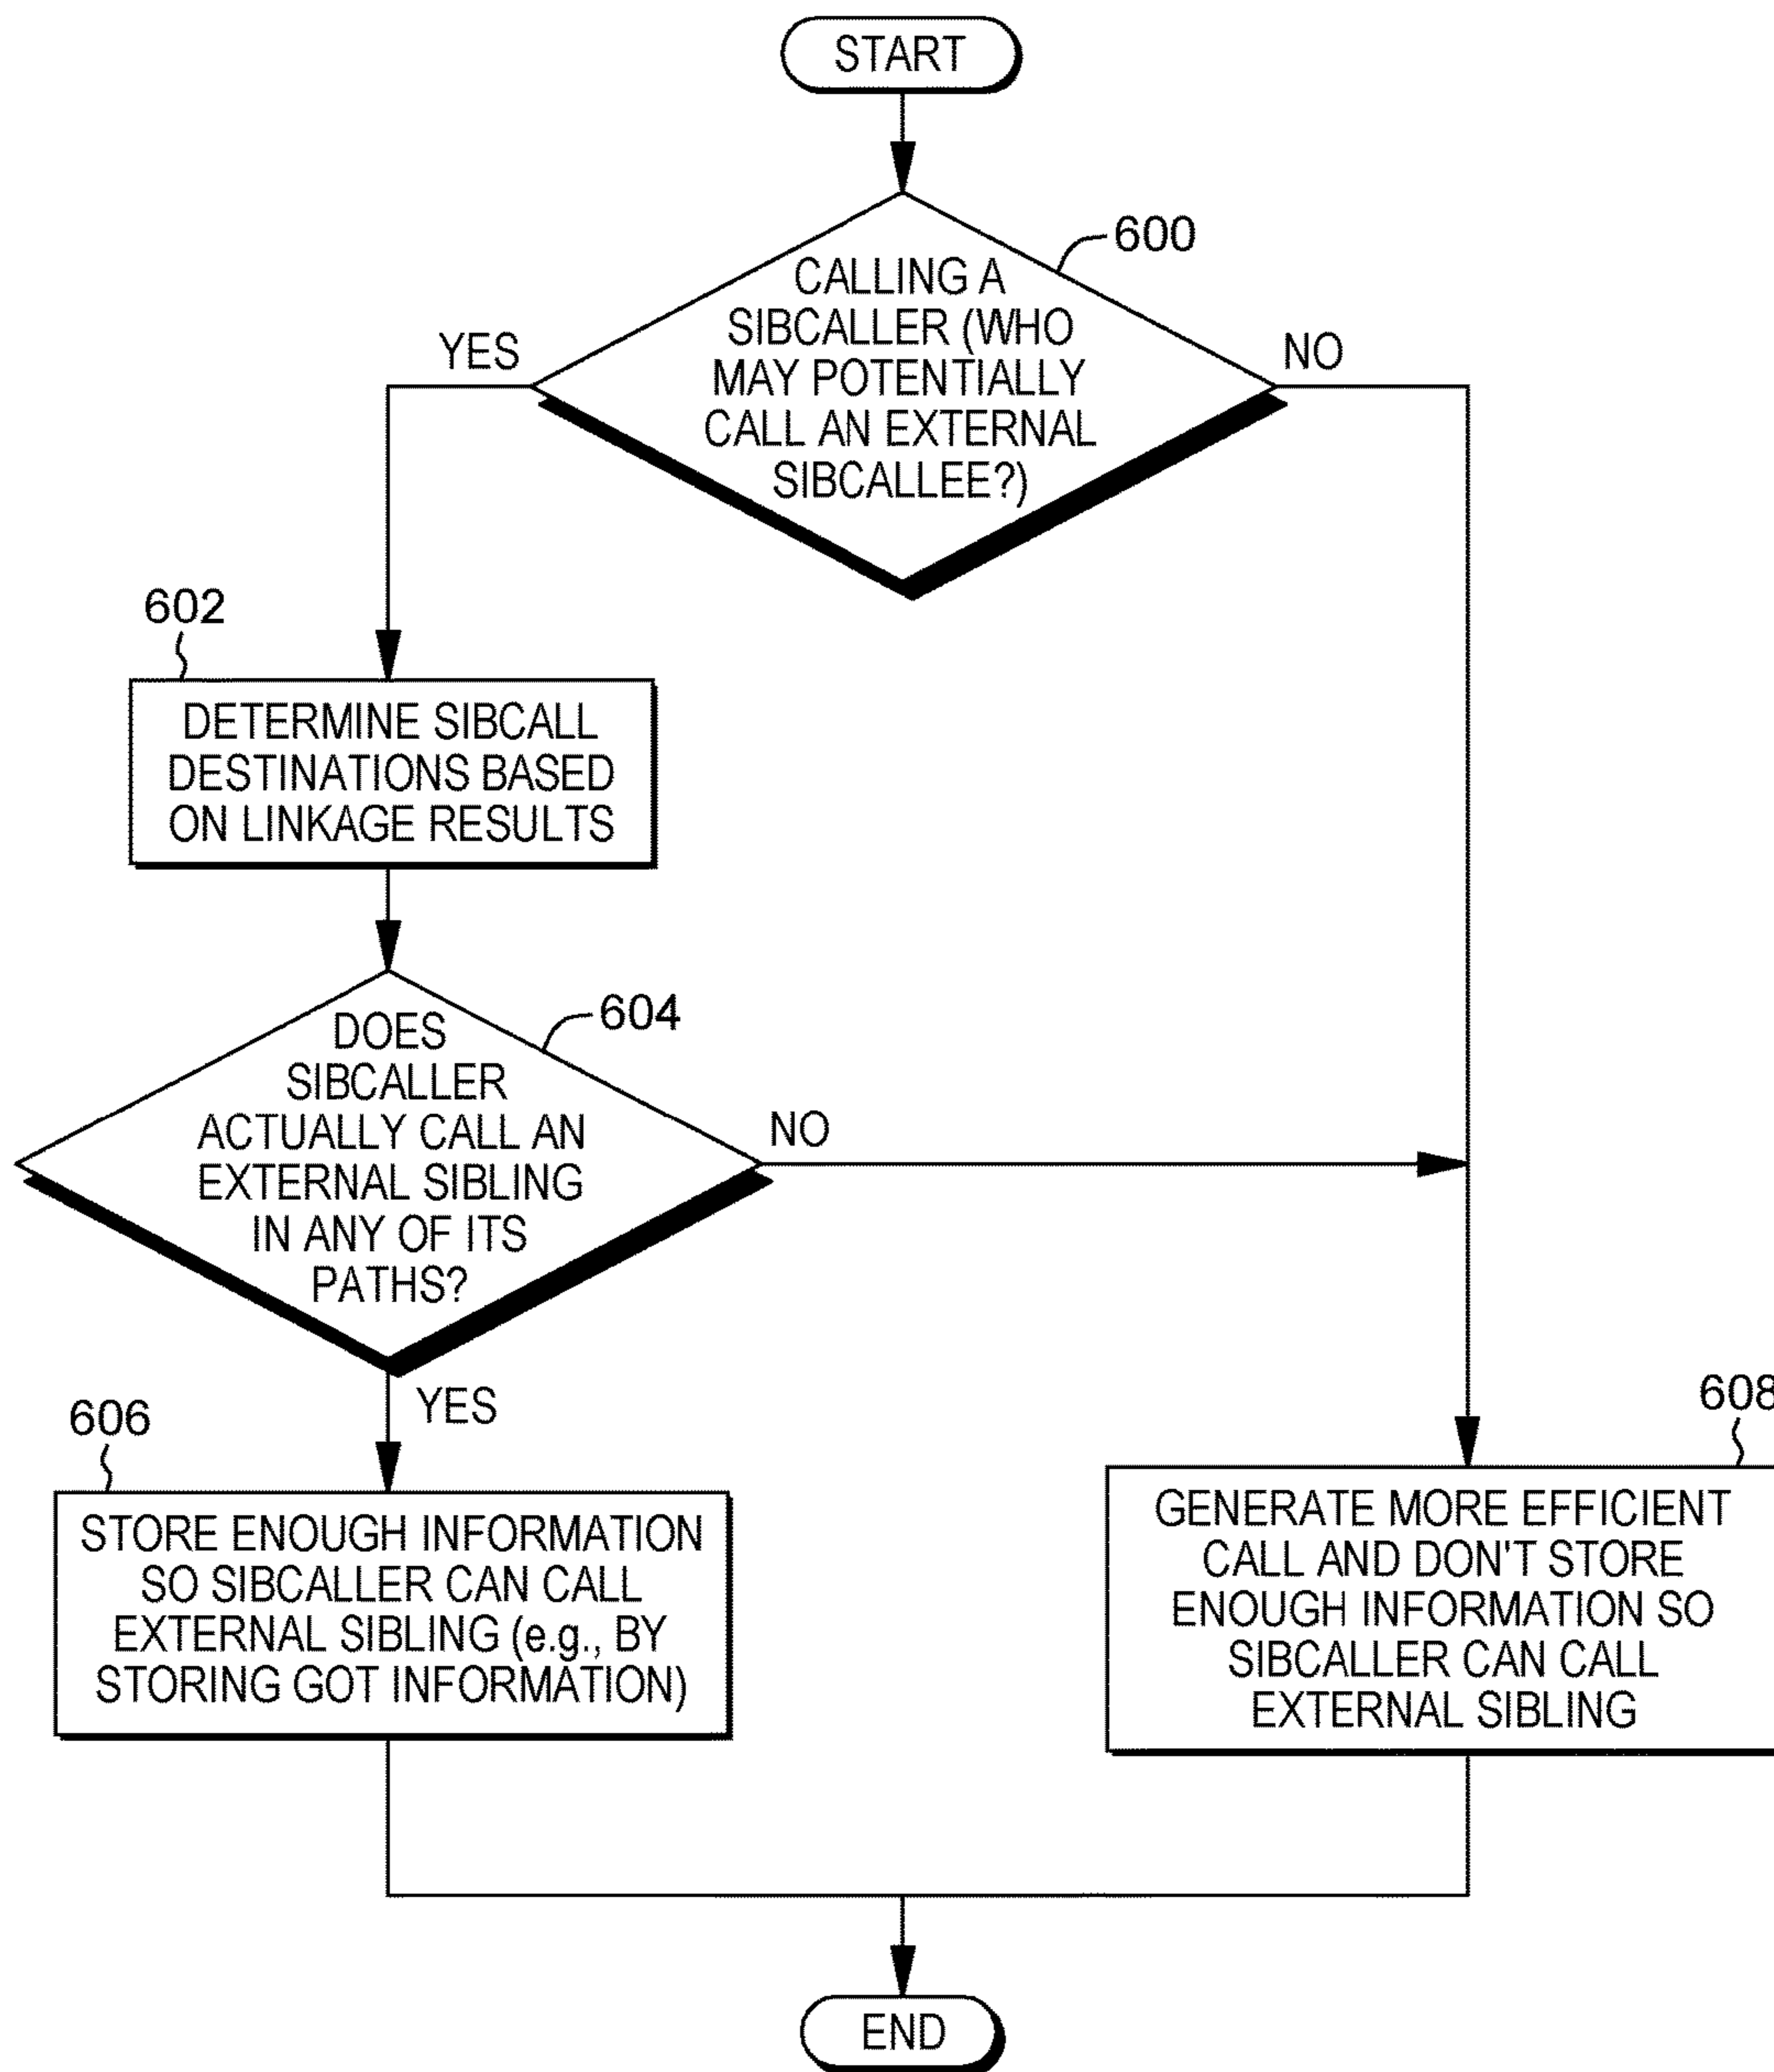 START
600
CALLING A
SIBCALLER (WHO
MAY POTENTIALLY
CALL AN EXTERNAL
SIBCALLEE?)
YES
NO
602
DETERMINE SIBCALL
DESTINATIONS BASED
ON LINKAGE RESULTS
604
DOES
SIBCALLER
ACTUALLY CALL AN
EXTERNAL SIBLING
IN ANY OF ITS
PATHS?
NO
YES
606
STORE ENOUGH INFORMATION
SO SIBCALLER CAN CALL
EXTERNAL SIBLING (e.g., BY
STORING GOT INFORMATION)
608
GENERATE MORE EFFICIENT
CALL AND DON'T STORE
ENOUGH INFORMATION SO
SIBCALLER CAN CALL
EXTERNAL SIBLING
END